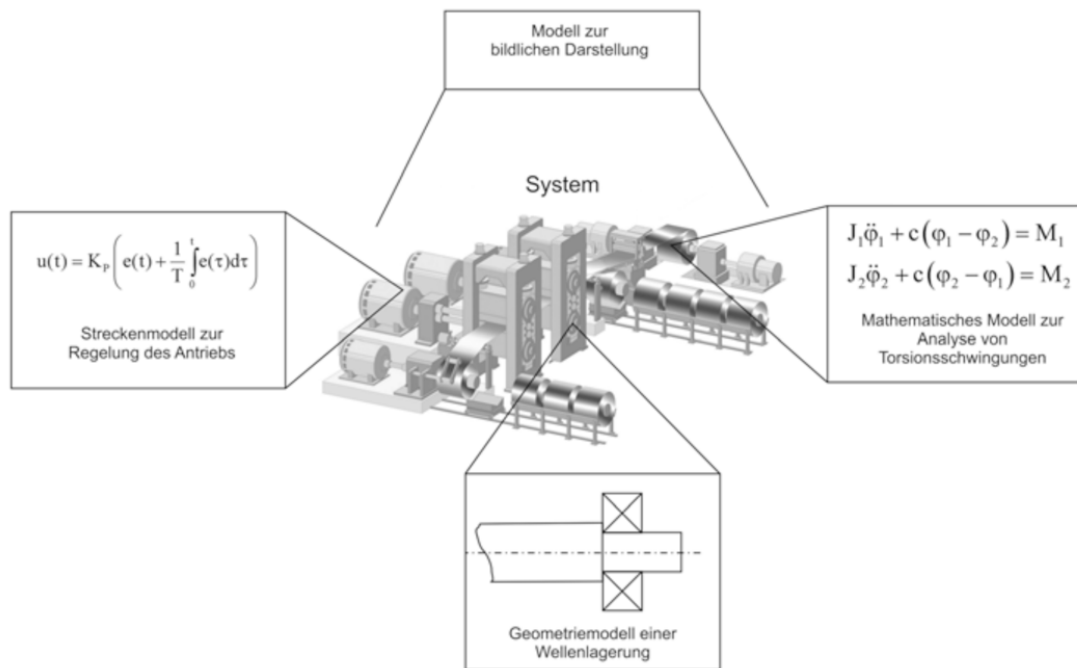 Modell zur
bildlichen Darstellung
System
u(t) = K_P ( e(t) + 1/T ∫_0^t e(τ)dτ )
Streckenmodell zur
Regelung des Antriebs
J₁φ̈₁ + c(φ₁ − φ₂) = M₁
J₂φ̈₂ + c(φ₂ − φ₁) = M₂
Mathematisches Modell zur
Analyse von
Torsionsschwingungen
Geometriemodell einer
Wellenlagerung